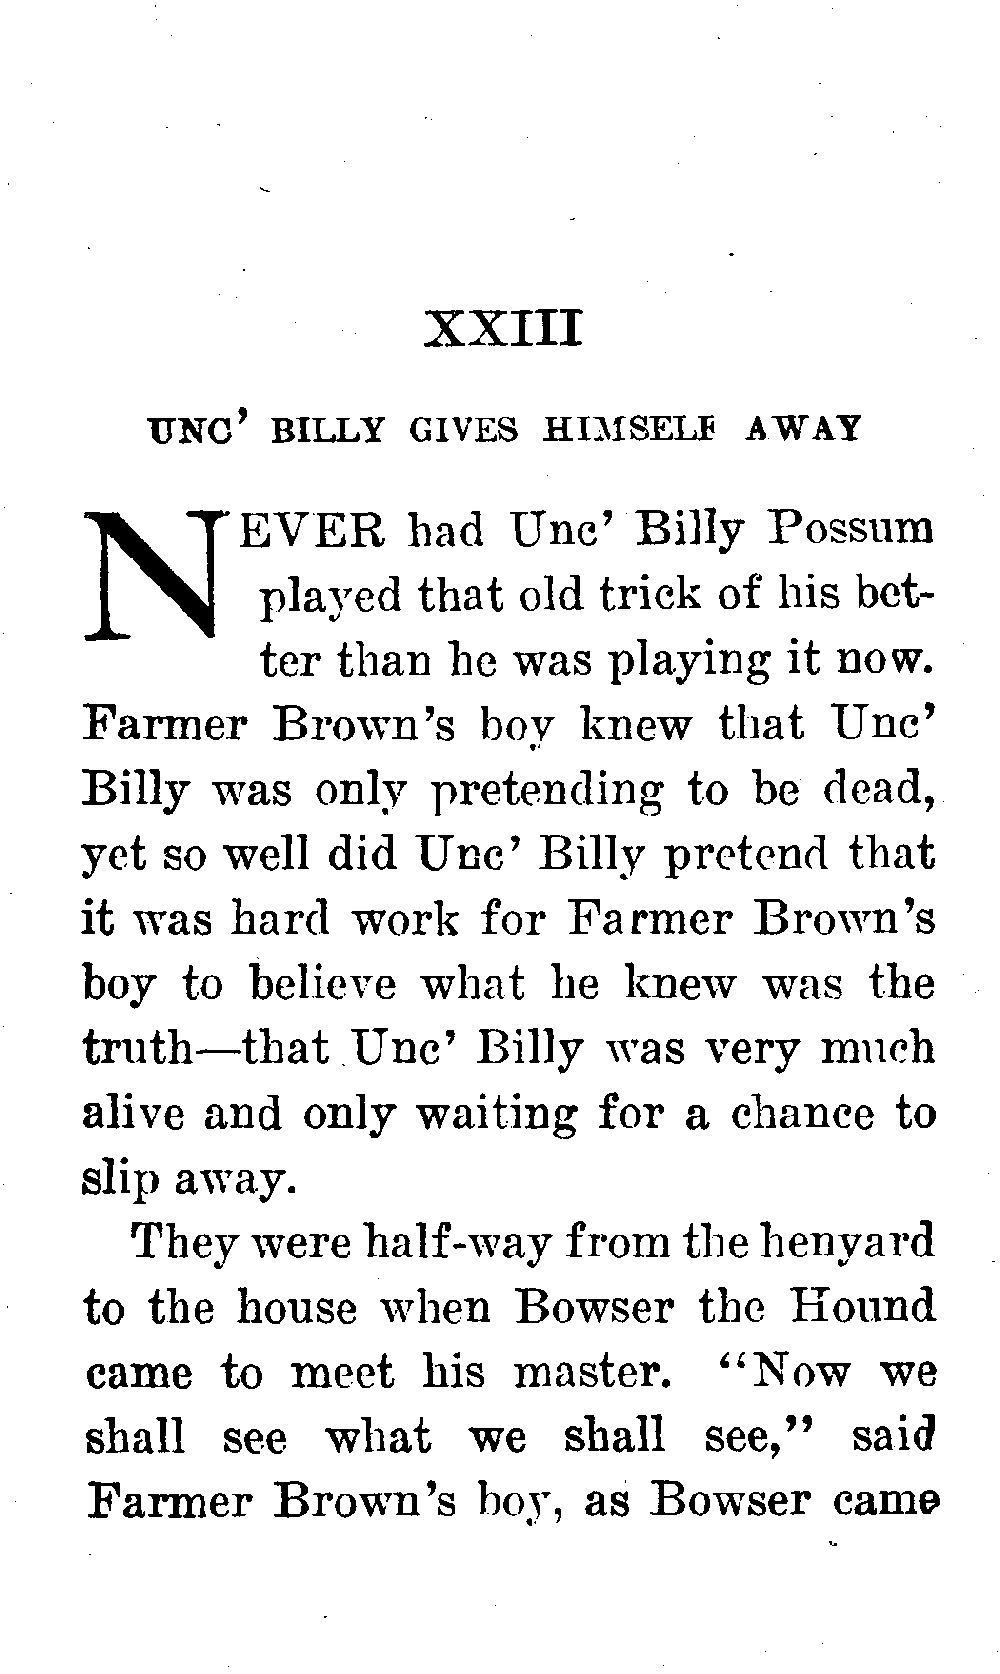 XXIII
UNC' BILLY GIVES HIMSELF AWAY
NEVER had Unc' Billy Possum
played that old trick of his bet-
ter than he was playing it now.
Farmer Brown's boy knew that Unc'
Billy was only pretending to be dead,
yet so well did Unc' Billy pretend that
it was hard work for Farmer Brown's
boy to believe what he knew was the
truth—that Unc' Billy was very much
alive and only waiting for a chance to
slip away.
They were half-way from the henyard
to the house when Bowser the Hound
came to meet his master. "Now we
shall see what we shall see," said
Farmer Brown's boy, as Bowser came